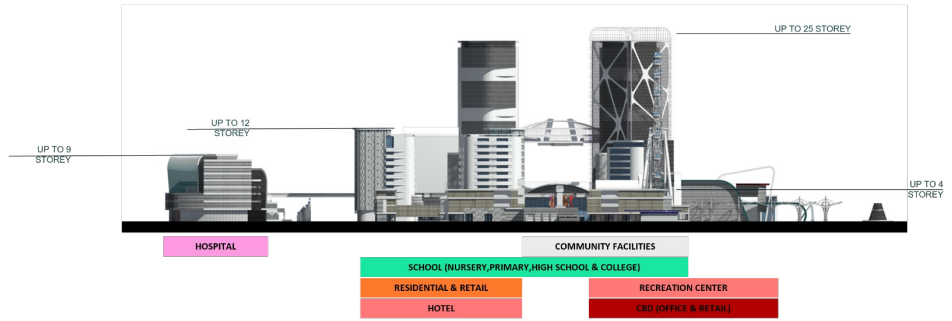 UP TO 25 STOREY
UP TO 12
STOREY
UP TO 9
STOREY
UP TO 4
STOREY
HOSPITAL
COMMUNITY FACILITIES
SCHOOL (NURSERY,PRIMARY,HIGH SCHOOL & COLLEGE)
RESIDENTIAL & RETAIL
RECREATION CENTER
HOTEL
CBD (OFFICE & RETAIL)